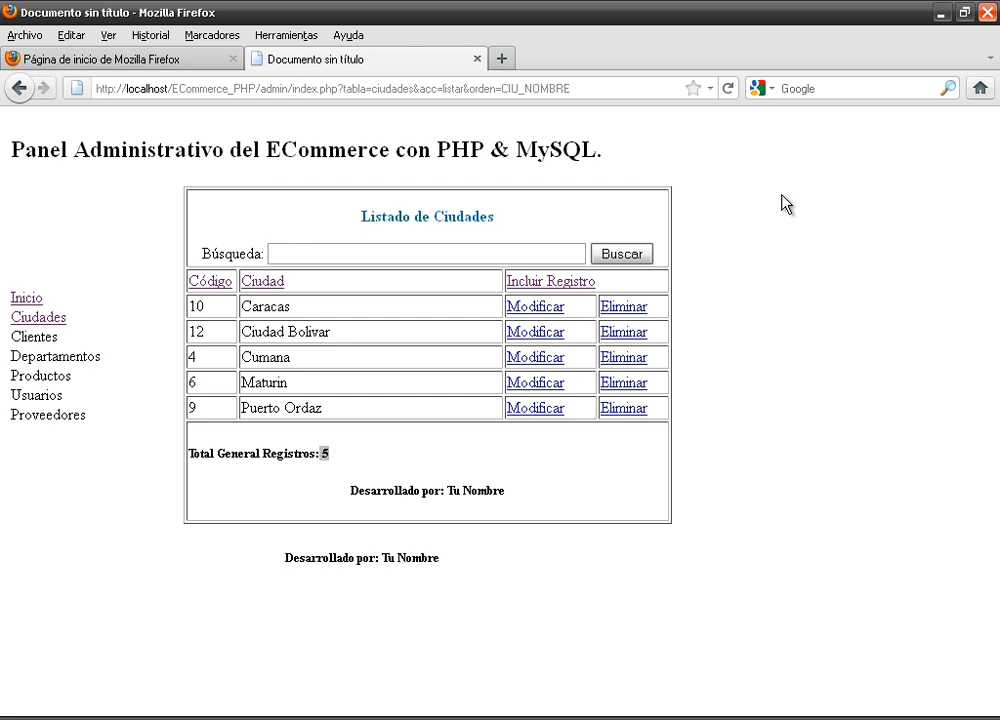 Documento sin título - Mozilla Firefox
Archivo Editar Ver Historial Marcadores Herramientas Ayuda
Página de inicio de Mozilla Firefox
Documento sin título
http://localhost/ECommerce_PHP/admin/index.php?tabla=ciudades&acc=listar&orden=CIU_NOMBRE
Google
Panel Administrativo del ECommerce con PHP & MySQL.
Inicio
Ciudades
Clientes
Departamentos
Productos
Usuarios
Proveedores
Listado de Ciudades
Búsqueda: Buscar
Código Ciudad Incluir Registro
10 Caracas Modificar Eliminar
12 Ciudad Bolivar Modificar Eliminar
4 Cumana Modificar Eliminar
6 Maturin Modificar Eliminar
9 Puerto Ordaz Modificar Eliminar
Total General Registros: 5
Desarrollado por: Tu Nombre
Desarrollado por: Tu Nombre